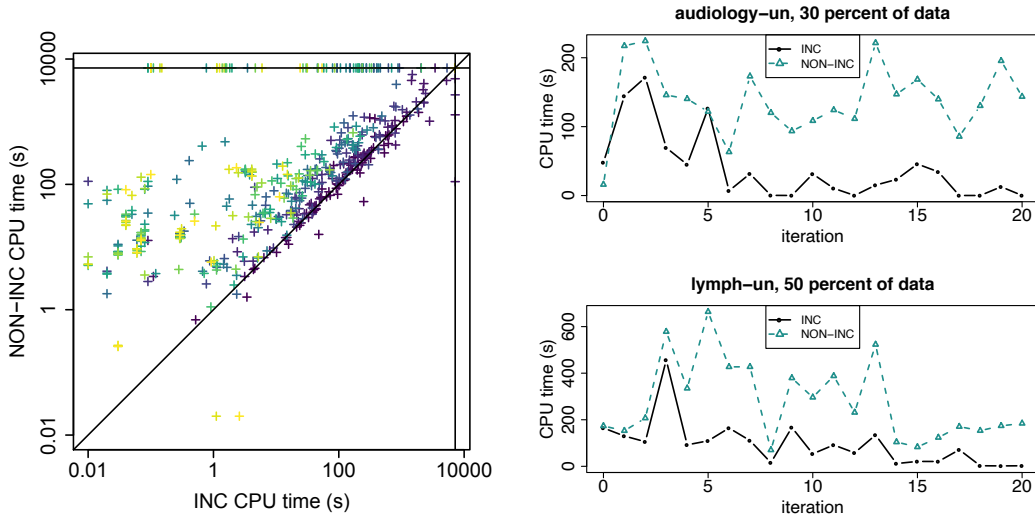 NON−INC CPU time (s)
10000
100
1
0.01
0.01 1 100 10000
INC CPU time (s)
audiology−un, 30 percent of data
INC
NON−INC
CPU time (s)
200
100
0
0 5 10 15 20
iteration
lymph−un, 50 percent of data
INC
NON−INC
CPU time (s)
600
400
200
0
0 5 10 15 20
iteration